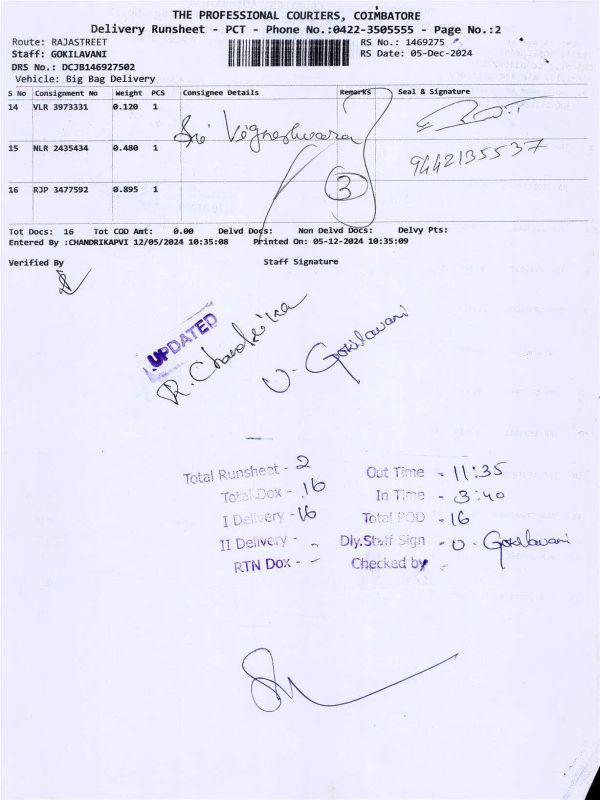 THE PROFESSIONAL COURIERS, COIMBATORE
Delivery Runsheet - PCT - Phone No.:0422-3505555 - Page No.:2
Route: RAJASTREET RS No.: 1469275
Staff: GOKILAVANI RS Date: 05-Dec-2024
DRS No.: DCJB146927502
Vehicle: Big Bag Delivery
S No Consignment No Weight PCS Consignee Details Remarks Seal & Signature
14 VLR 3973331 0.120 1
Sri Vigneshwara
15 NLR 2435434 0.480 1 9442135537
16 RJP 3477592 0.895 1 3
Tot Docs: 16 Tot COD Amt: 0.00 Delvd Docs: Non Delvd Docs: Delvy Pts:
Entered By :CHANDRIKAPVI 12/05/2024 10:35:08 Printed On: 05-12-2024 10:35:09
Verified By Staff Signature
UPDATED
R. Chandrika
U. Gokilavani
Total Runsheet - 2 Out Time - 11:35
Total Dox - 16 In Time - 3:40
I Delivery - 16 Total POD - 16
II Delivery - - Dly.Staff Sign - U. Gokilavani
RTN Dox - - Checked by